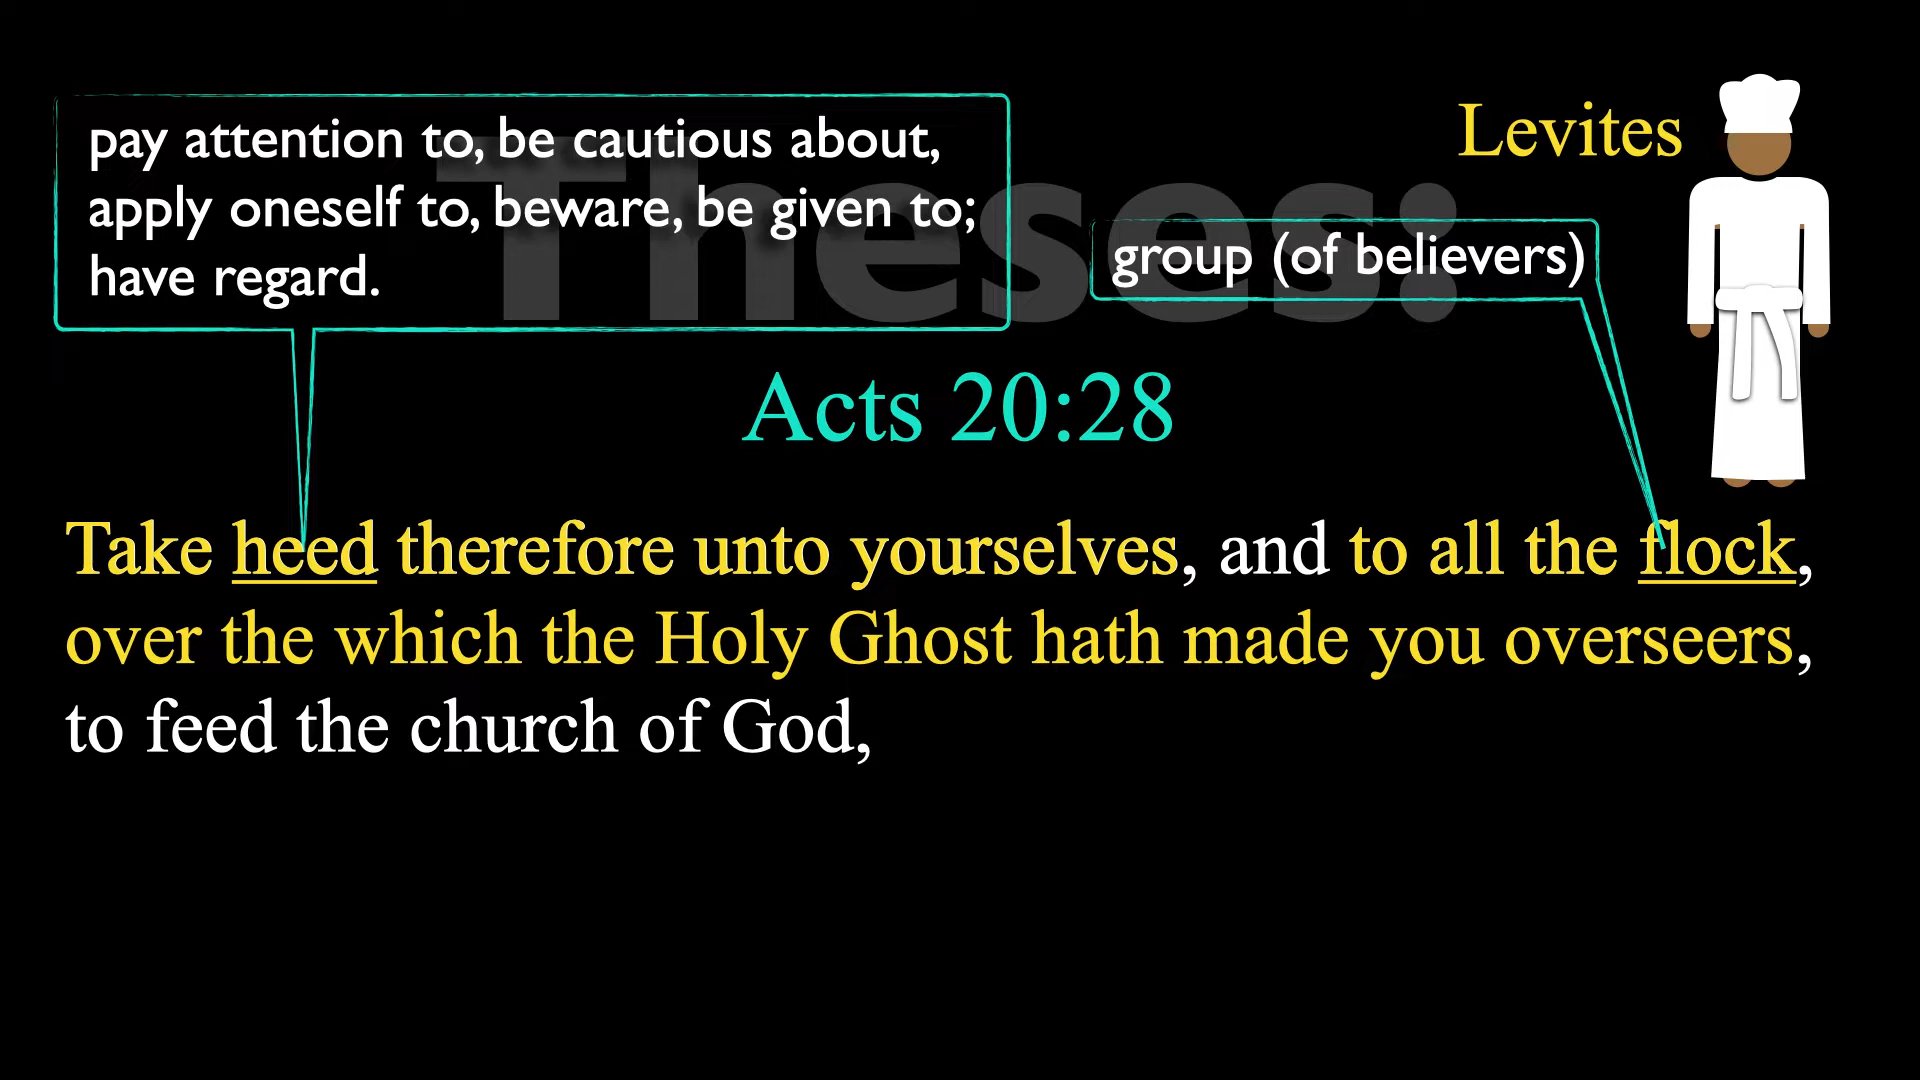 Theses:
pay attention to, be cautious about,
apply oneself to, beware, be given to;
have regard.
Levites
group (of believers)
Acts 20:28
Take heed therefore unto yourselves, and to all the flock,
over the which the Holy Ghost hath made you overseers,
to feed the church of God,